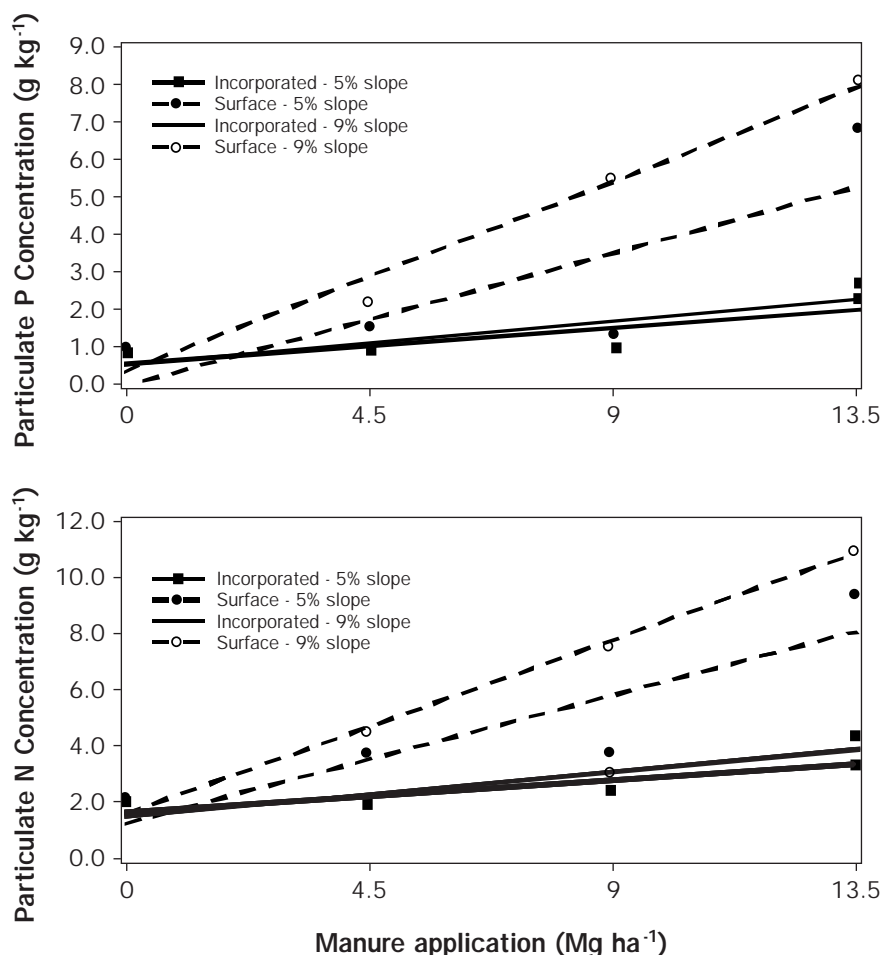 Particulate P Concentration (g kg⁻¹)
9.0
8.0
7.0
6.0
5.0
4.0
3.0
2.0
1.0
0.0
Incorporated - 5% slope
Surface - 5% slope
Incorporated - 9% slope
Surface - 9% slope
0 4.5 9 13.5
Particulate N Concentration (g kg⁻¹)
12.0
10.0
8.0
6.0
4.0
2.0
0.0
Incorporated - 5% slope
Surface - 5% slope
Incorporated - 9% slope
Surface - 9% slope
0 4.5 9 13.5
Manure application (Mg ha⁻¹)